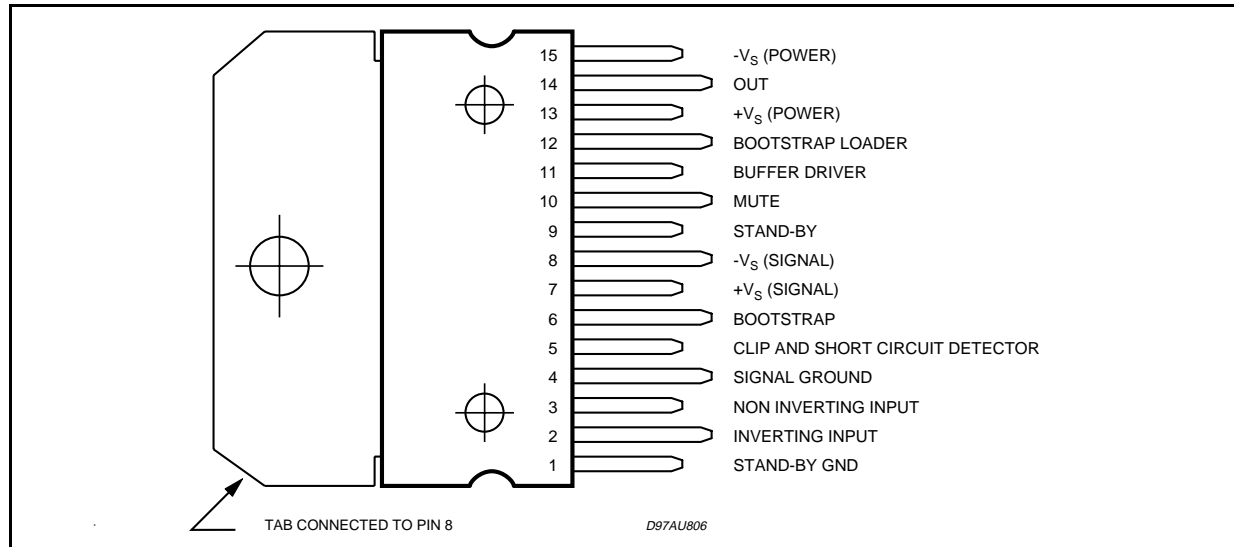 15 -VS (POWER)
14 OUT
13 +VS (POWER)
12 BOOTSTRAP LOADER
11 BUFFER DRIVER
10 MUTE
9 STAND-BY
8 -VS (SIGNAL)
7 +VS (SIGNAL)
6 BOOTSTRAP
5 CLIP AND SHORT CIRCUIT DETECTOR
4 SIGNAL GROUND
3 NON INVERTING INPUT
2 INVERTING INPUT
1 STAND-BY GND
TAB CONNECTED TO PIN 8
D97AU806